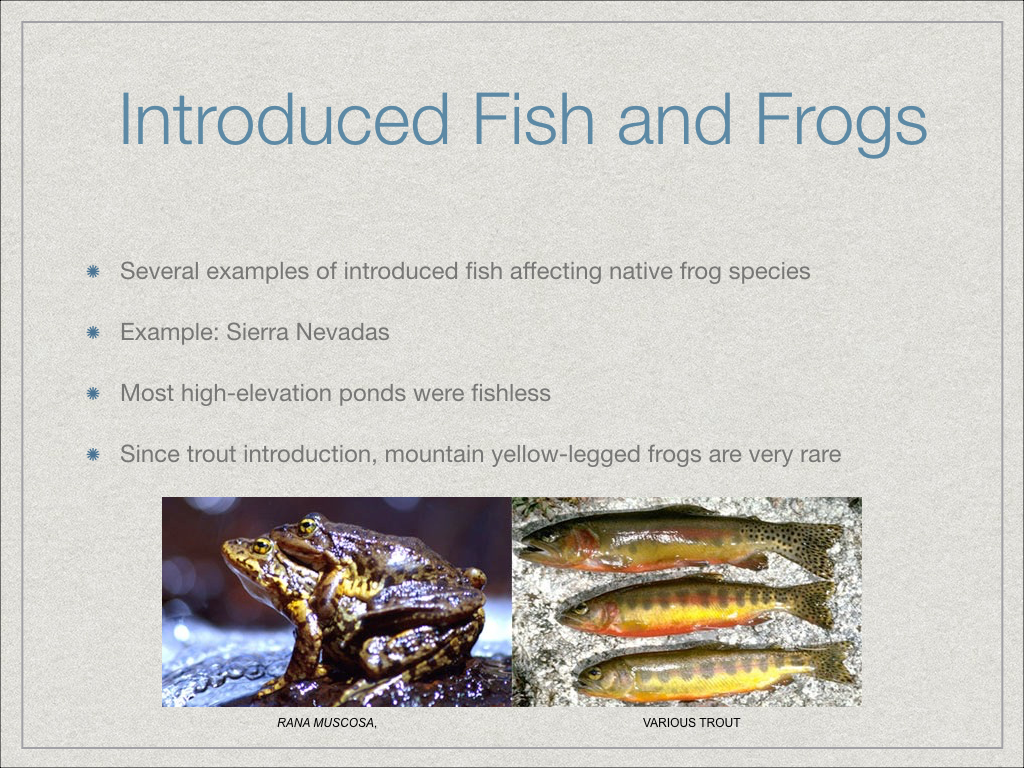 Introduced Fish and Frogs
Several examples of introduced fish affecting native frog species
Example: Sierra Nevadas
Most high-elevation ponds were fishless
Since trout introduction, mountain yellow-legged frogs are very rare
RANA MUSCOSA,
VARIOUS TROUT